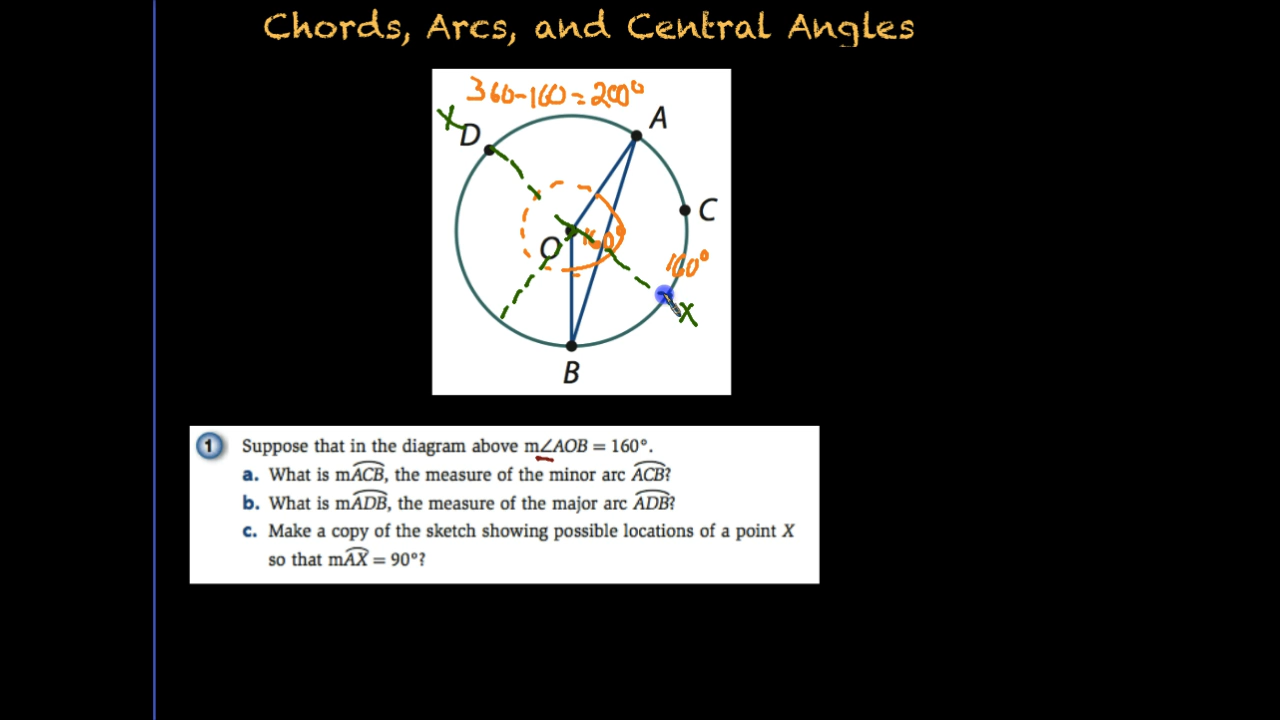 Chords, Arcs, and Central Angles
360-160=200°
X
D
A
C
O
160°
160°
X
B
1 Suppose that in the diagram above m∠AOB = 160°.
a. What is mACB, the measure of the minor arc ACB?
b. What is mADB, the measure of the major arc ADB?
c. Make a copy of the sketch showing possible locations of a point X
so that mAX = 90°?